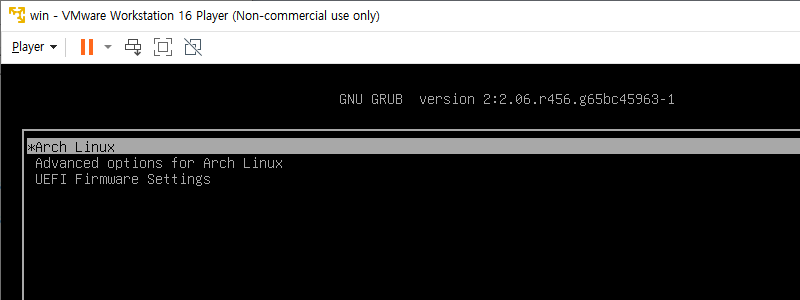 win - VMware Workstation 16 Player (Non-commercial use only)
Player
GNU GRUB  version 2:2.06.r456.g65bc45963-1
*Arch Linux
Advanced options for Arch Linux
UEFI Firmware Settings